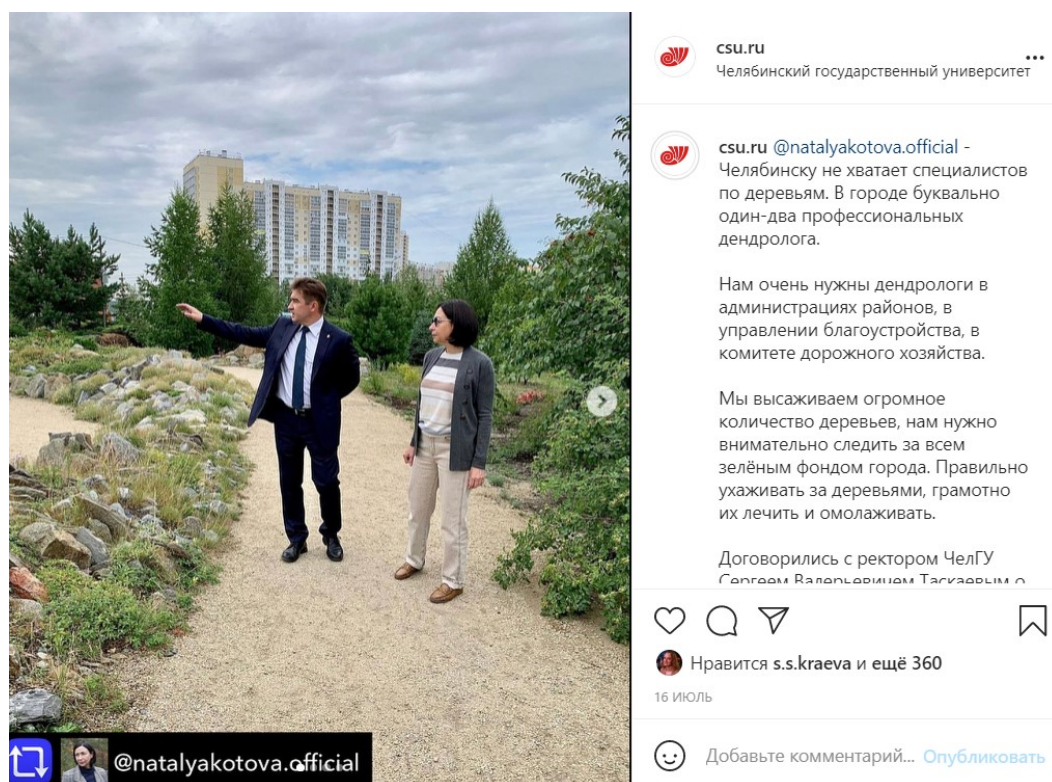 csu.ru
Челябинский государственный университет
csu.ru @natalyakotova.official -
Челябинску не хватает специалистов
по деревьям. В городе буквально
один-два профессиональных
дендролога.
Нам очень нужны дендрологи в
администрациях районов, в
управлении благоустройства, в
комитете дорожного хозяйства.
Мы высаживаем огромное
количество деревьев, нам нужно
внимательно следить за всем
зелёным фондом города. Правильно
ухаживать за деревьями, грамотно
их лечить и омолаживать.
Договорились с ректором ЧелГУ
Сергеем Валерьевичем Таскаевым о
Нравится s.s.kraeva и ещё 360
16 ИЮЛЬ
Добавьте комментарий... Опубликовать
@natalyakotova.official